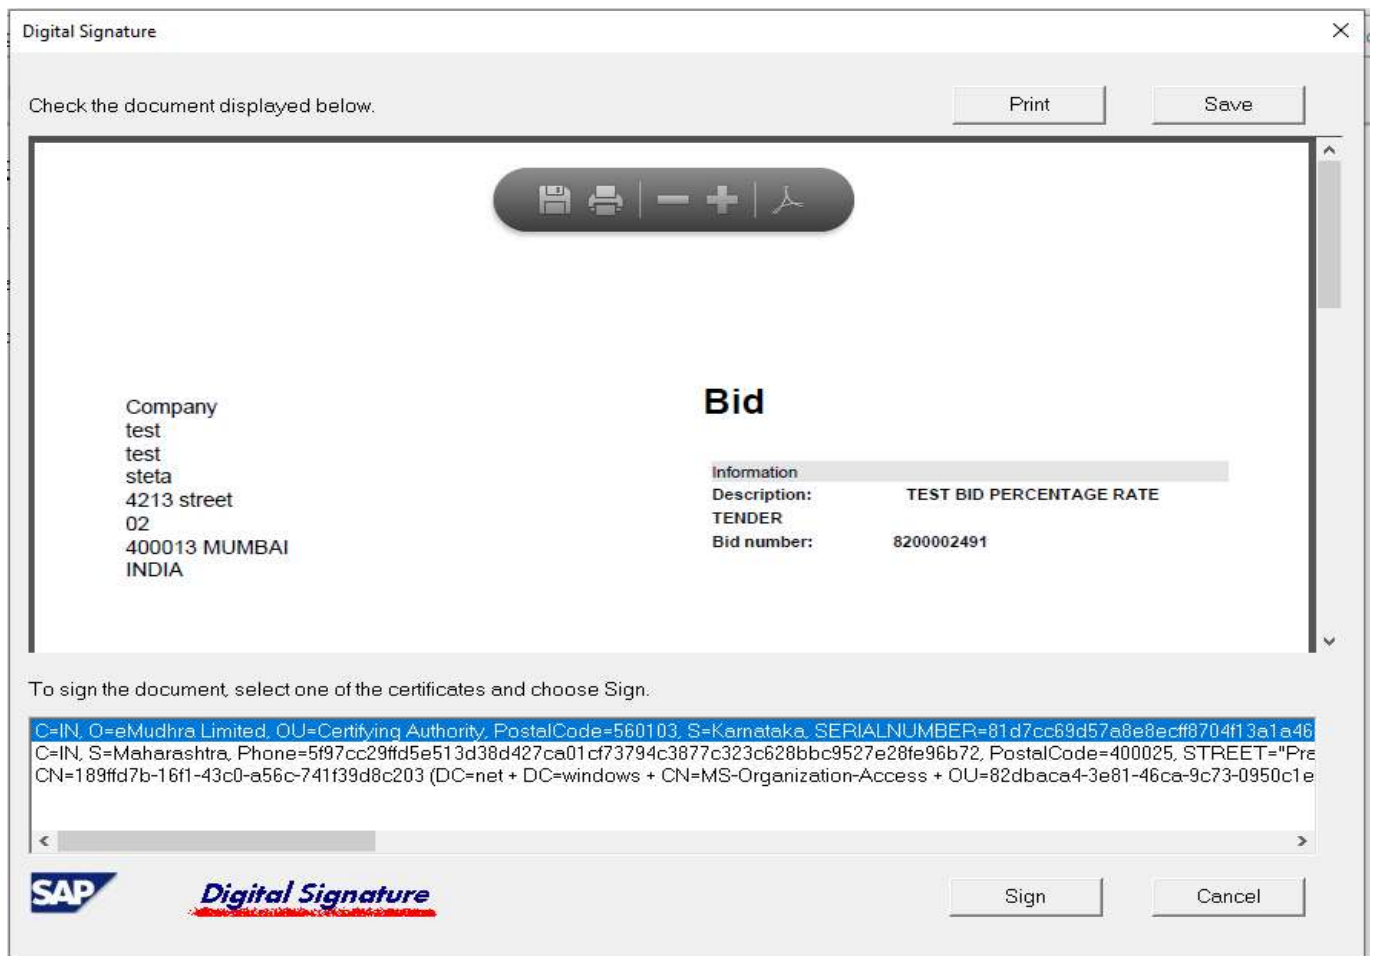 Digital Signature
Check the document displayed below.
Print
Save
Bid
Company
test
test
steta
4213 street
02
400013 MUMBAI
INDIA
Information
Description: TEST BID PERCENTAGE RATE
TENDER
Bid number: 8200002491
To sign the document, select one of the certificates and choose Sign.
C=IN, O=eMudhra Limited, OU=Certifying Authority, PostalCode=560103, S=Karnataka, SERIALNUMBER=81d7cc69d57a8e8ecff8704f13a1a46
C=IN, S=Maharashtra, Phone=5f97cc29ffd5e513d38d427ca01cf73794c3877c323c628bbc9527e28fe96b72, PostalCode=400025, STREET="Pra
CN=189ffd7b-16f1-43c0-a56c-741f39d8c203 (DC=net + DC=windows + CN=MS-Organization-Access + OU=82dbaca4-3e81-46ca-9c73-0950c1e
SAP
Digital Signature
Sign
Cancel